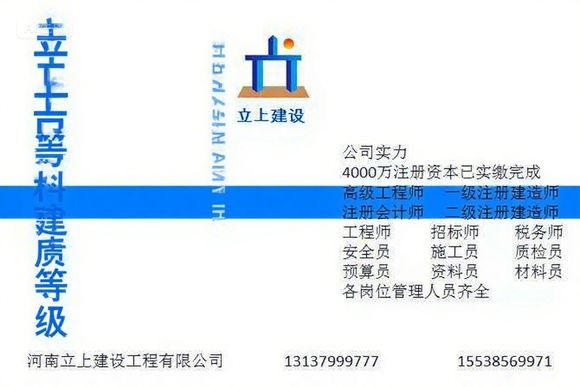 立上建设
公司实力
4000万注册资本已实缴完成
高级工程师 一级注册建造师
注册会计师 二级注册建造师
工程师 招标师 税务师
安全员 施工员 质检员
预算员 资料员 材料员
各岗位管理人员齐全
建质等级
河南立上建设工程有限公司 13137999777 15538569971